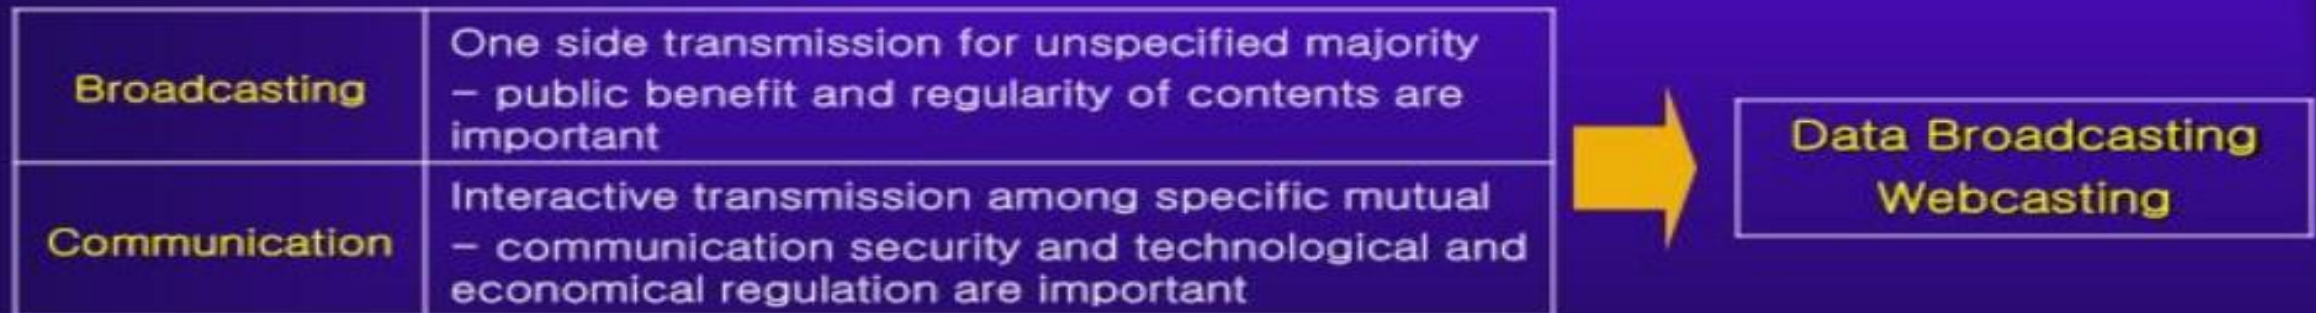 Broadcasting
One side transmission for unspecified majority
– public benefit and regularity of contents are
important
Communication
Interactive transmission among specific mutual
– communication security and technological and
economical regulation are important
Data Broadcasting
Webcasting